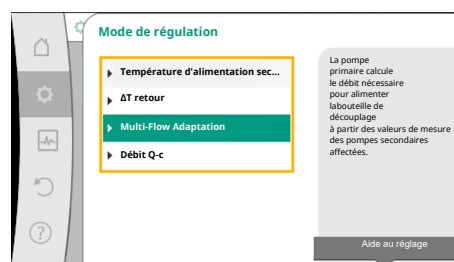 Mode de régulation
Température d'alimentation sec...
ΔT retour
Multi-Flow Adaptation
Débit Q-c
La pompe
primaire calcule
le débit nécessaire
pour alimenter
labouteille de
découplage
à partir des valeurs de mesure
des pompes secondaires
affectées.
Aide au réglage
?